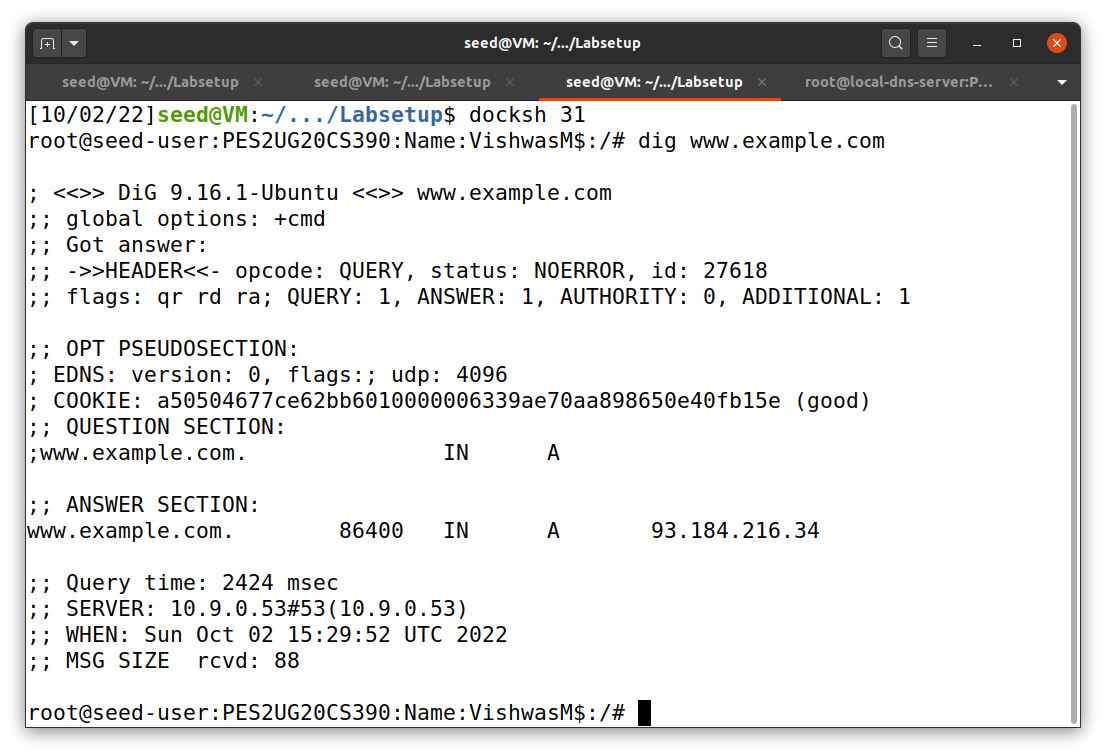 seed@VM: ~/.../Labsetup
seed@VM: ~/.../Labsetup
seed@VM: ~/.../Labsetup
seed@VM: ~/.../Labsetup
root@local-dns-server:P...
[10/02/22]seed@VM:~/.../Labsetup$ docksh 31
root@seed-user:PES2UG20CS390:Name:VishwasM$:/# dig www.example.com

; <<>> DiG 9.16.1-Ubuntu <<>> www.example.com
;; global options: +cmd
;; Got answer:
;; ->>HEADER<<- opcode: QUERY, status: NOERROR, id: 27618
;; flags: qr rd ra; QUERY: 1, ANSWER: 1, AUTHORITY: 0, ADDITIONAL: 1

;; OPT PSEUDOSECTION:
; EDNS: version: 0, flags:; udp: 4096
; COOKIE: a50504677ce62bb6010000006339ae70aa898650e40fb15e (good)
;; QUESTION SECTION:
;www.example.com.		IN	A

;; ANSWER SECTION:
www.example.com.	86400	IN	A	93.184.216.34

;; Query time: 2424 msec
;; SERVER: 10.9.0.53#53(10.9.0.53)
;; WHEN: Sun Oct 02 15:29:52 UTC 2022
;; MSG SIZE  rcvd: 88

root@seed-user:PES2UG20CS390:Name:VishwasM$:/#